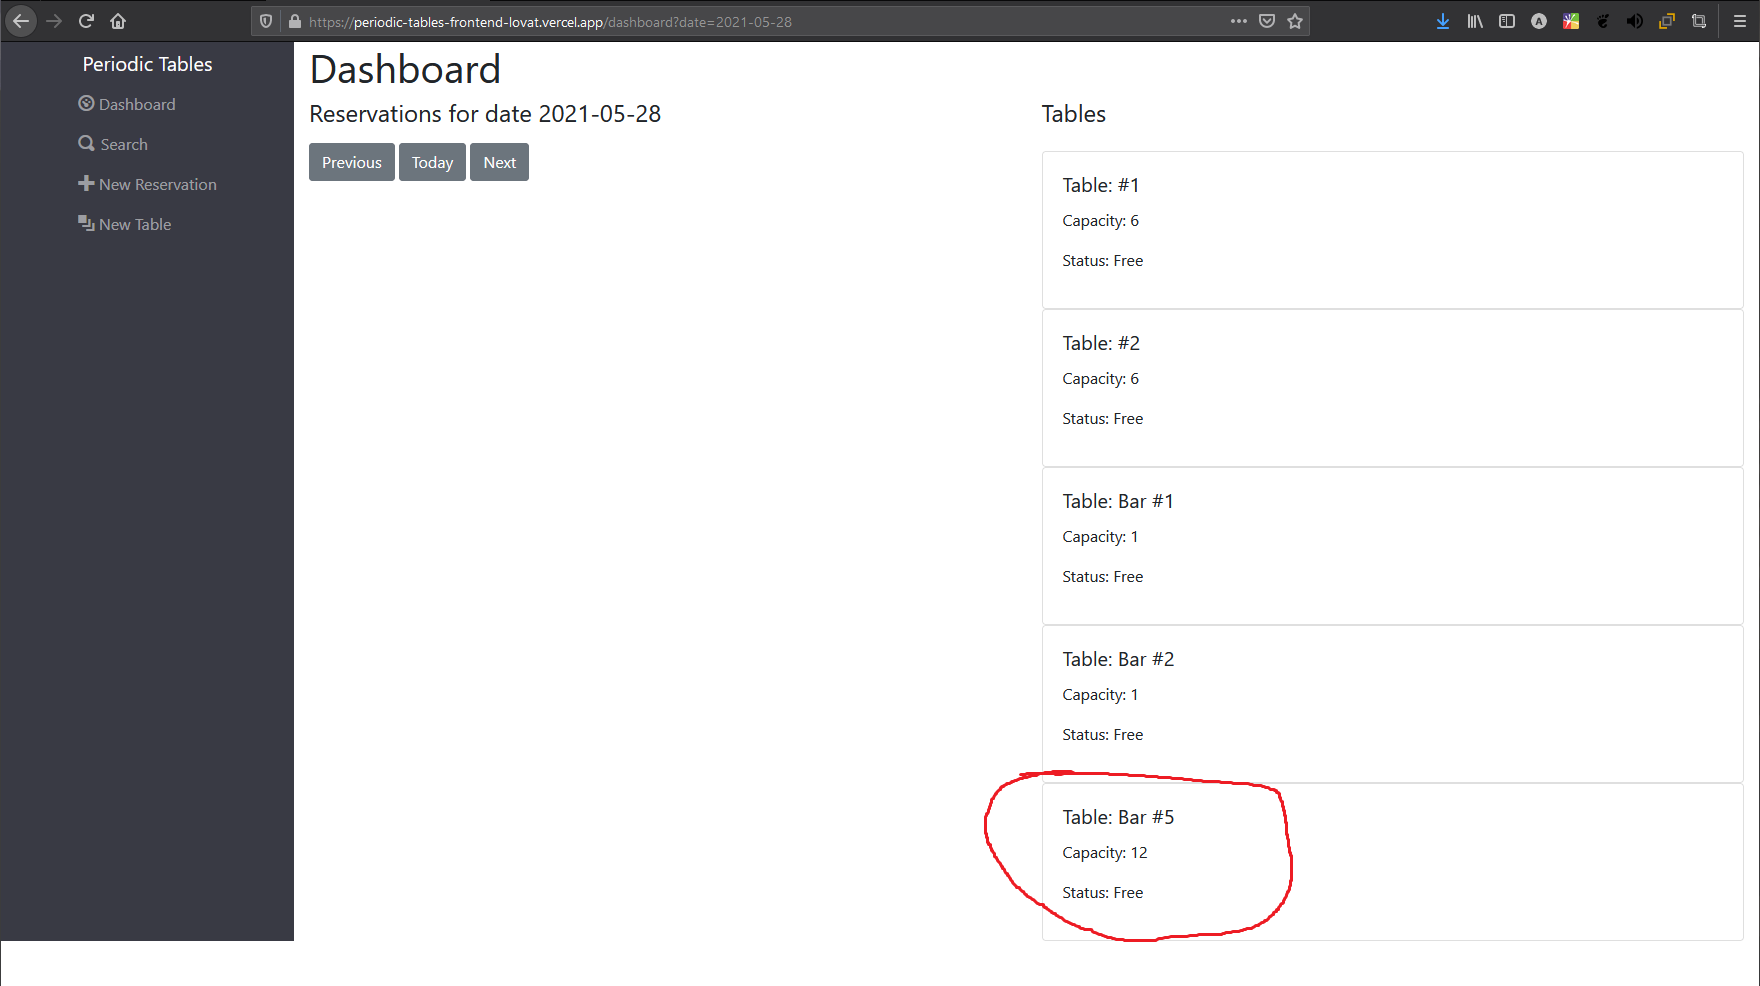 https://periodic-tables-frontend-lovat.vercel.app/dashboard?date=2021-05-28
Periodic Tables
Dashboard
Search
New Reservation
New Table
Dashboard
Reservations for date 2021-05-28
Previous Today Next
Tables
Table: #1
Capacity: 6
Status: Free
Table: #2
Capacity: 6
Status: Free
Table: Bar #1
Capacity: 1
Status: Free
Table: Bar #2
Capacity: 1
Status: Free
Table: Bar #5
Capacity: 12
Status: Free